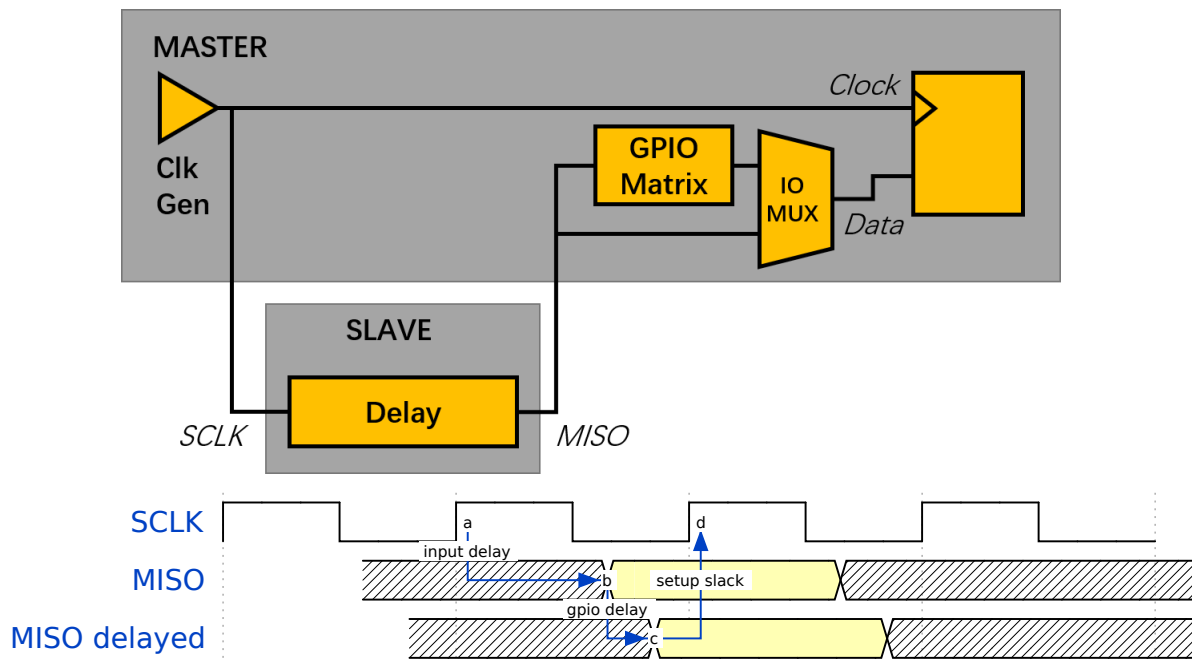 MASTER
Clk
Gen
Clock
GPIO
Matrix
IO
MUX
Data
SLAVE
Delay
SCLK
MISO
SCLK
a
d
input delay
MISO
b
setup slack
gpio delay
MISO delayed
c